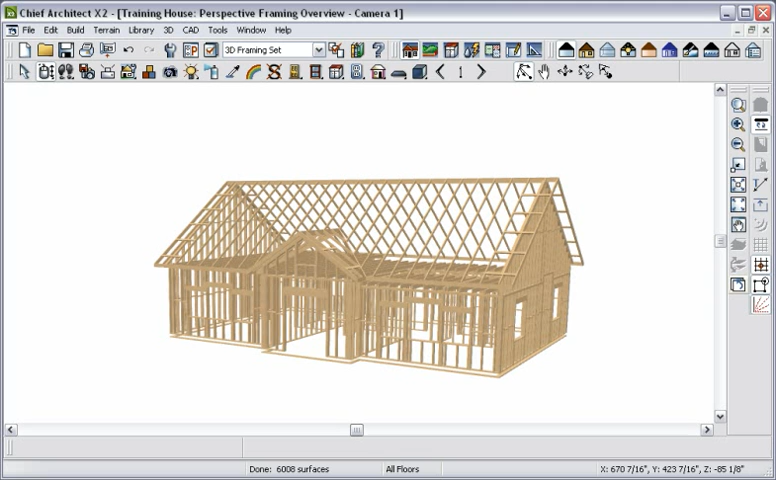 Chief Architect X2 - [Training House: Perspective Framing Overview - Camera 1]
File Edit Build Terrain Library 3D CAD Tools Window Help
3D Framing Set
1
Done: 6008 surfaces All Floors X: 670 7/16", Y: 423 7/16", Z: -85 1/8"